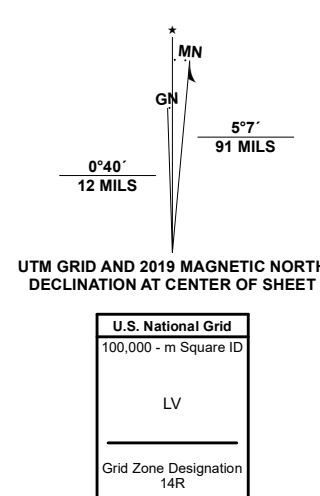 ★
MN
GN
5°7´
91 MILS
0°40´
12 MILS
UTM GRID AND 2019 MAGNETIC NORTH
DECLINATION AT CENTER OF SHEET
U.S. National Grid
100,000 - m Square ID
LV
Grid Zone Designation
14R